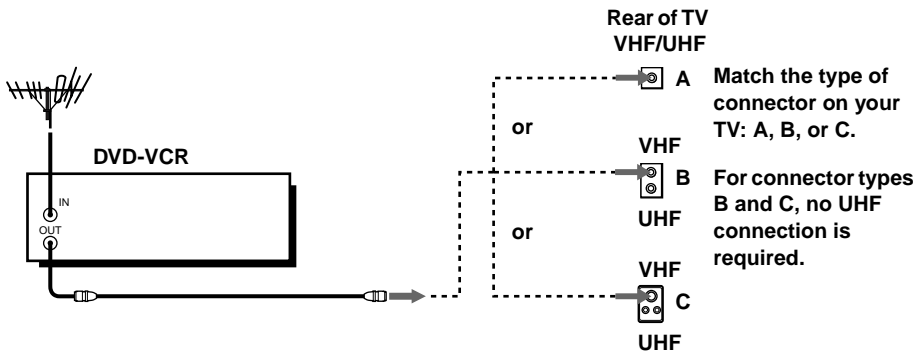 Rear of TV
VHF/UHF
A
Match the type of
connector on your
TV: A, B, or C.
or
VHF
DVD-VCR
B
For connector types
B and C, no UHF
connection is
required.
IN
UHF
OUT
or
VHF
C
UHF